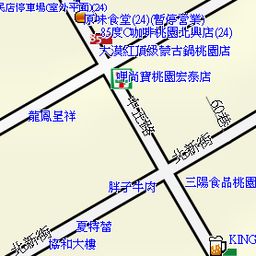 民店停車場(室外平面)(24)
原味食堂(24)(暫停營業)
85度C咖啡桃園北興店(24)
大漠紅頂級蒙古鍋桃園店
呷尚寶桃園宏泰店
龍鳳呈祥
中正路
60巷
北新街
胖子牛肉
三陽食品桃園
夏特瑩
北新街
協和大樓
KING